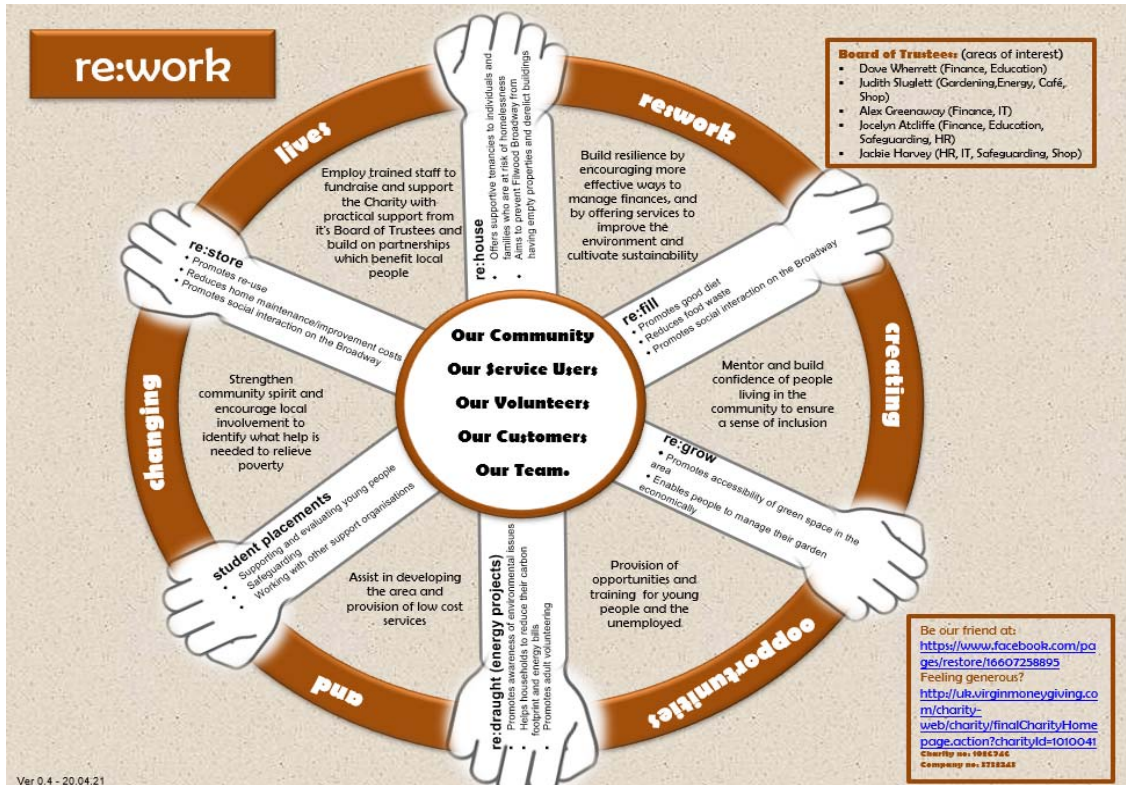 re:work
Board of Trustees: (areas of interest)
▪ Dave Wherrett (Finance, Education)
▪ Judith Sluglett (Gardening,Energy, Café,
Shop)
▪ Alex Greenaway (Finance, IT)
▪ Jocelyn Atcliffe (Finance, Education,
Safeguarding, HR)
▪ Jackie Harvey (HR, IT, Safeguarding, Shop)
lives
re:work
creating
opportunities
and
changing
re:house
• Offers supportive tenancies to individuals and
families who are at risk of homelessness
• Aims to prevent Filwood Broadway from
having empty properties and derelict buildings
Build resilience by
encouraging more
effective ways to
manage finances, and
by offering services to
improve the
environment and
cultivate sustainability
re:fill
• Promotes good diet
• Reduces food waste
• Promotes social interaction on the Broadway
Mentor and build
confidence of people
living in the
community to ensure
a sense of inclusion
re:grow
• Promotes accessibility of green space in the
area
• Enables people to manage their garden
economically
Provision of
opportunities and
training for young
people and the
unemployed
re:draught (energy projects)
• Promotes awareness of environmental issues
• Helps households to reduce their carbon
footprint and energy bills
• Promotes adult volunteering
Assist in developing
the area and
provision of low cost
services
student placements
• Supporting and evaluating young people
• Safeguarding
• Working with other support organisations
Strengthen
community spirit and
encourage local
involvement to
identify what help is
needed to relieve
poverty
re:store
• Promotes re-use
• Reduces home maintenance/improvement costs
• Promotes social interaction on the Broadway
Employ trained staff to
fundraise and support
the Charity with
practical support from
it's Board of Trustees and
build on partnerships
which benefit local
people
Our Community
Our Service Users
Our Volunteers
Our Customers
Our Team.
Be our friend at:
https://www.facebook.com/pa
ges/restore/16607258895
Feeling generous?
http://uk.virginmoneygiving.co
m/charity-
web/charity/finalCharityHome
page.action?charityId=1010041
Charity no:
Company no:
Ver 0.4 - 20.04.21